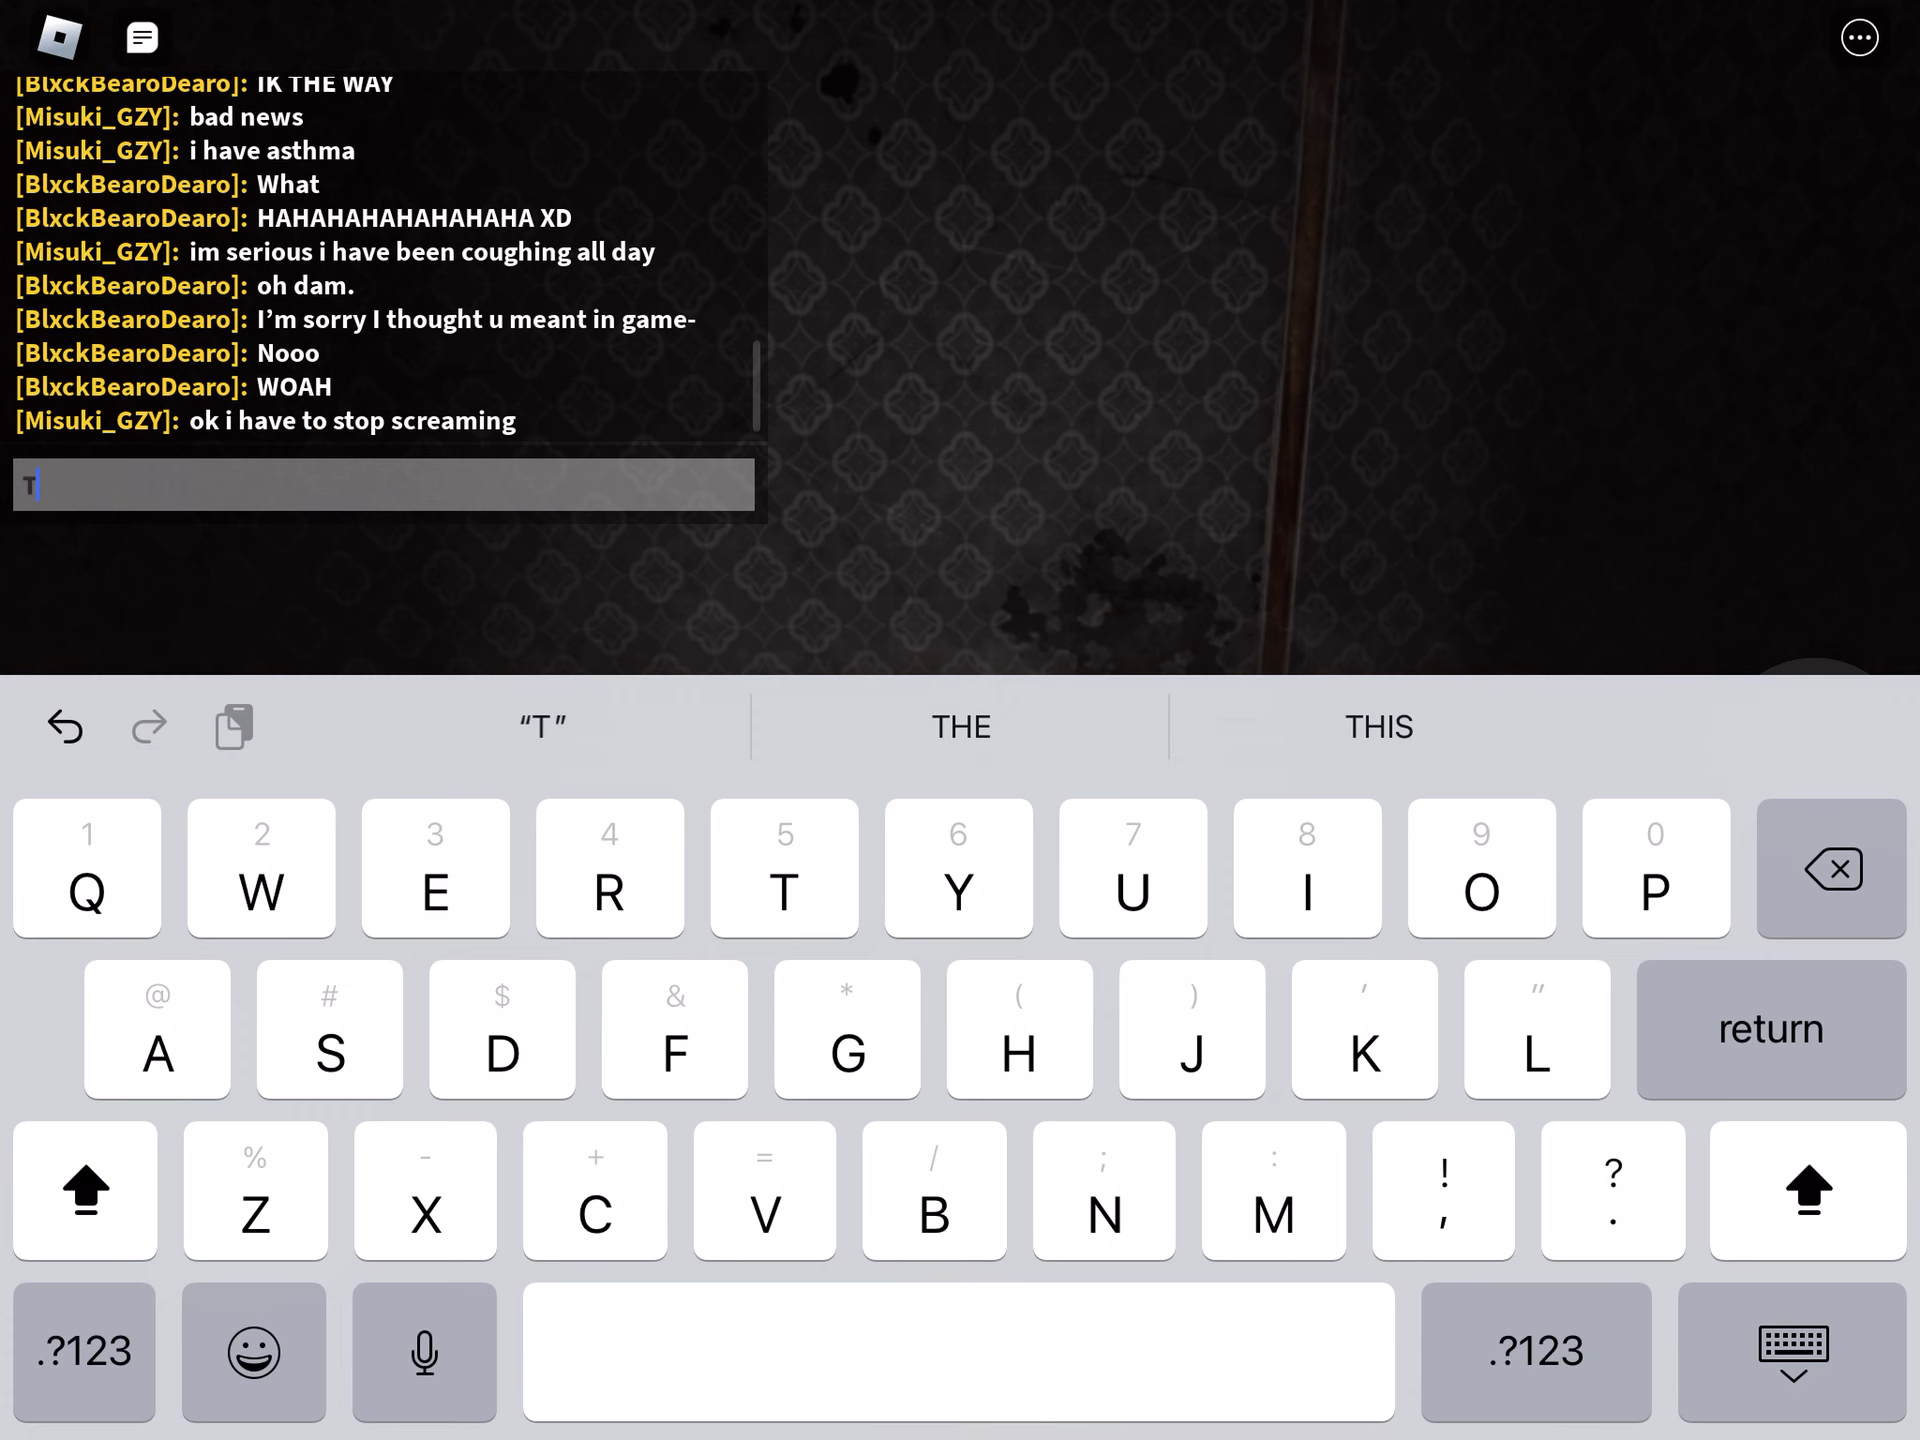 [BlxckBearoDearo]: IK THE WAY
[Misuki_GZY]: bad news
[Misuki_GZY]: i have asthma
[BlxckBearoDearo]: What
[BlxckBearoDearo]: HAHAHAHAHAHAHAHA XD
[Misuki_GZY]: im serious i have been coughing all day
[BlxckBearoDearo]: oh dam.
[BlxckBearoDearo]: I’m sorry I thought u meant in game-
[BlxckBearoDearo]: Nooo
[BlxckBearoDearo]: WOAH
[Misuki_GZY]: ok i have to stop screaming
T
“T” THE THIS
1 2 3 4 5 6 7 8 9 0
Q W E R T Y U I O P
@ # $ & * ( ) ' "
A S D F G H J K L return
% - + = / ; : ! ?
Z X C V B N M , .
.?123 .?123